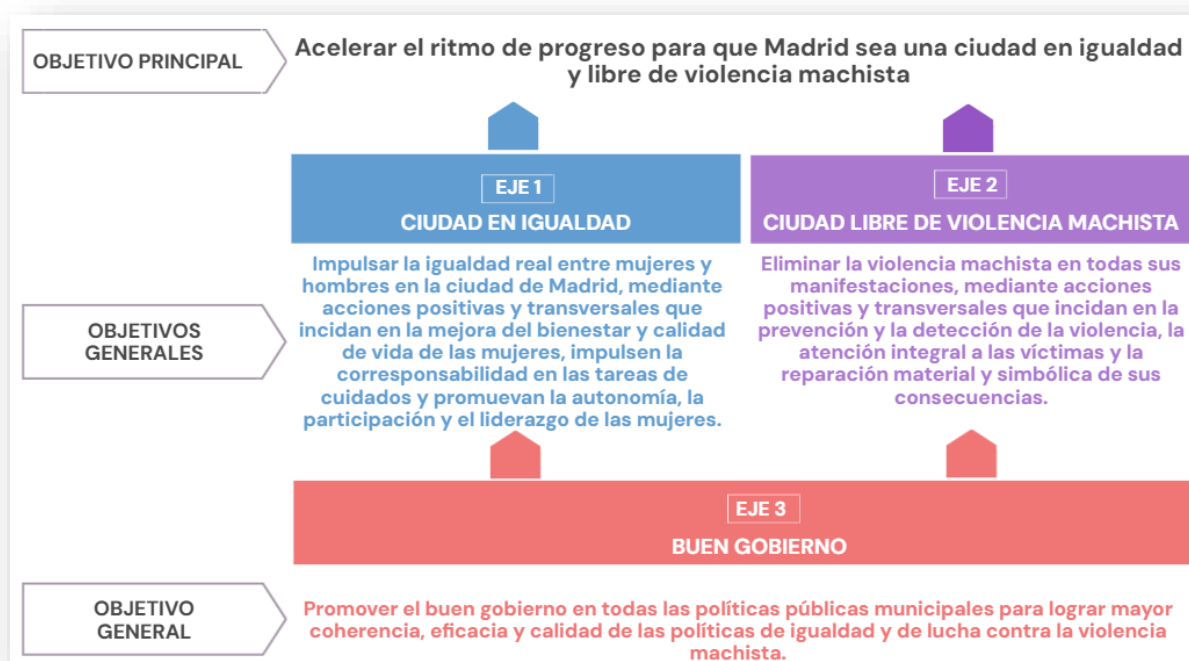 OBJETIVO PRINCIPAL
Acelerar el ritmo de progreso para que Madrid sea una ciudad en igualdad
y libre de violencia machista
EJE 1
CIUDAD EN IGUALDAD
EJE 2
CIUDAD LIBRE DE VIOLENCIA MACHISTA
OBJETIVOS
GENERALES
Impulsar la igualdad real entre mujeres y
hombres en la ciudad de Madrid, mediante
acciones positivas y transversales que
incidan en la mejora del bienestar y calidad
de vida de las mujeres, impulsen la
corresponsabilidad en las tareas de
cuidados y promuevan la autonomía, la
participación y el liderazgo de las mujeres.
Eliminar la violencia machista en todas sus
manifestaciones, mediante acciones
positivas y transversales que incidan en la
prevención y la detección de la violencia, la
atención integral a las víctimas y la
reparación material y simbólica de sus
consecuencias.
EJE 3
BUEN GOBIERNO
OBJETIVO
GENERAL
Promover el buen gobierno en todas las políticas públicas municipales para lograr mayor
coherencia, eficacia y calidad de las políticas de igualdad y de lucha contra la violencia
machista.